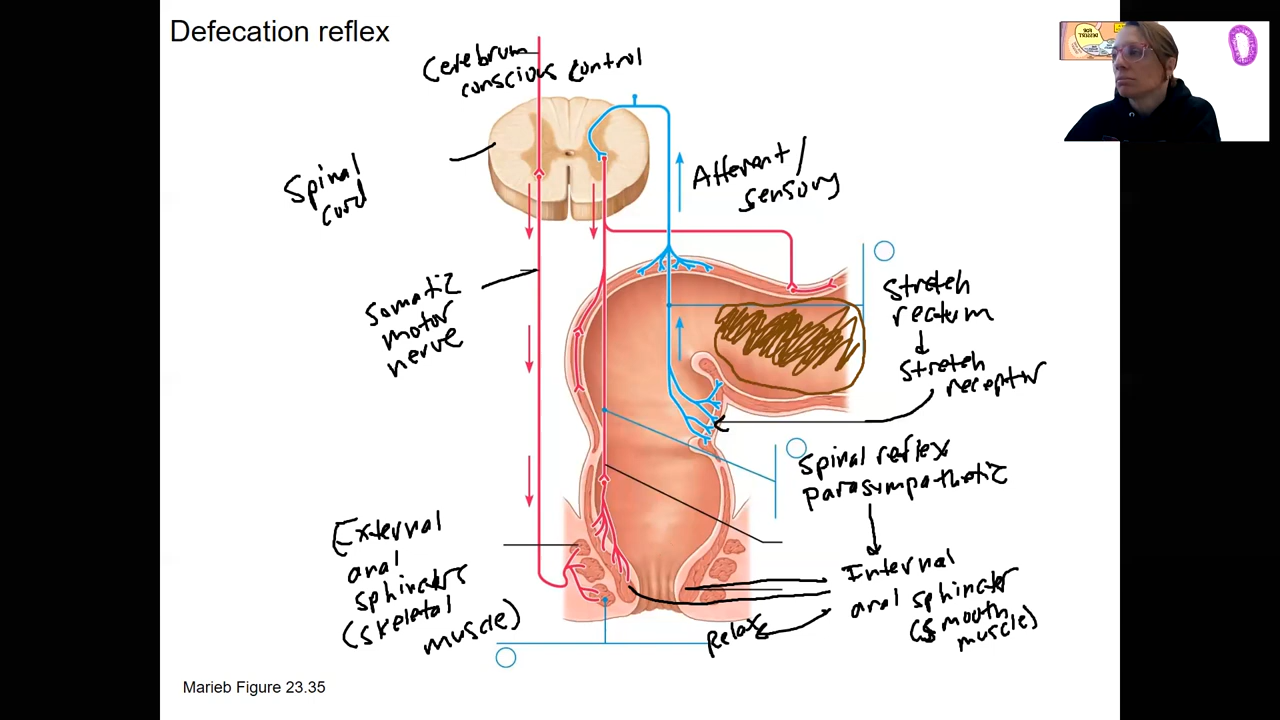 Defecation reflex
Cerebrum
conscious control
Spinal
cord
Afferent/
sensory
Somatic
motor
nerve
Stretch
rectum
Stretch
receptor
Spinal reflex
parasympathetic
External
anal
sphincter
(skeletal
muscle)
Internal
anal sphincter
(smooth
muscle)
Relax
Marieb Figure 23.35